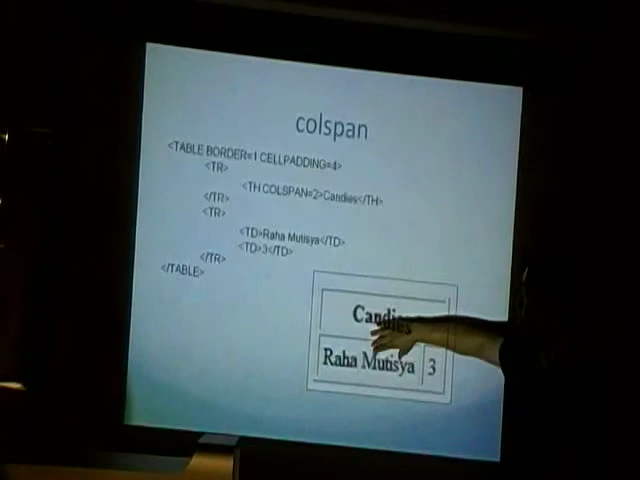 colspan
<TABLE BORDER=1 CELLPADDING=4>
<TR>
<TH COLSPAN=2>Candies</TH>
</TR>
<TR>
<TD>Raha Mutisya</TD>
<TD>3</TD>
</TR>
</TABLE>
Candies
Raha Mutisya 3